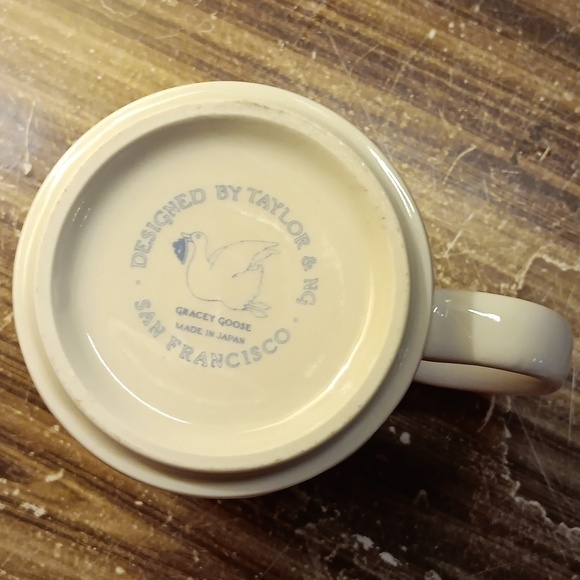 DESIGNED BY TAYLOR & NG
GRACEY GOOSE
MADE IN JAPAN
SAN FRANCISCO